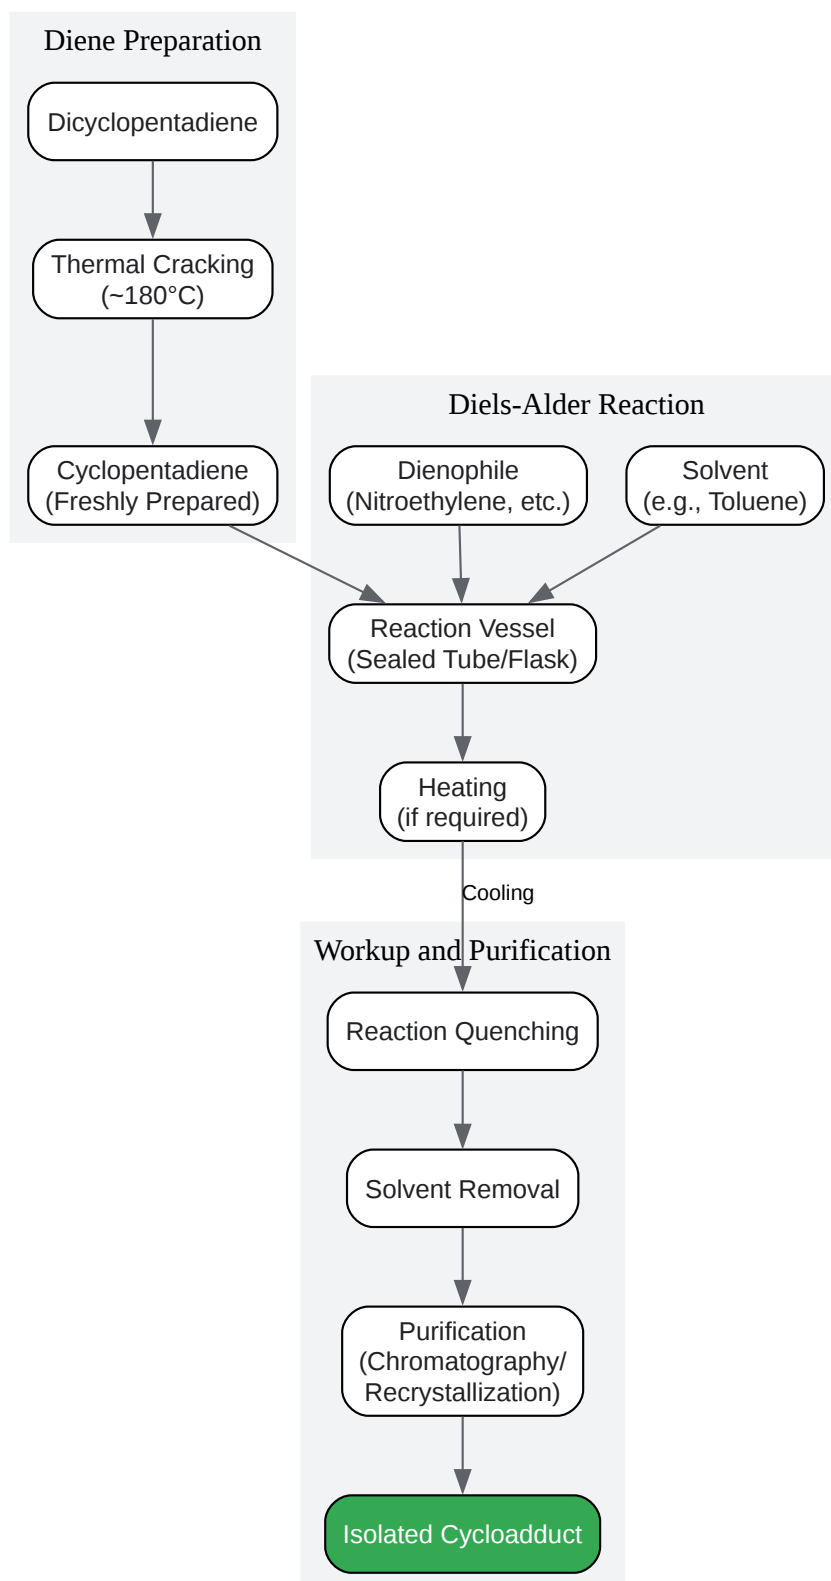 Diene Preparation
Dicyclopentadiene
Thermal Cracking
(~180°C)
Cyclopentadiene
(Freshly Prepared)
Diels-Alder Reaction
Dienophile
(Nitroethylene, etc.)
Solvent
(e.g., Toluene)
Reaction Vessel
(Sealed Tube/Flask)
Heating
(if required)
Cooling
Workup and Purification
Reaction Quenching
Solvent Removal
Purification
(Chromatography/
Recrystallization)
Isolated Cycloadduct